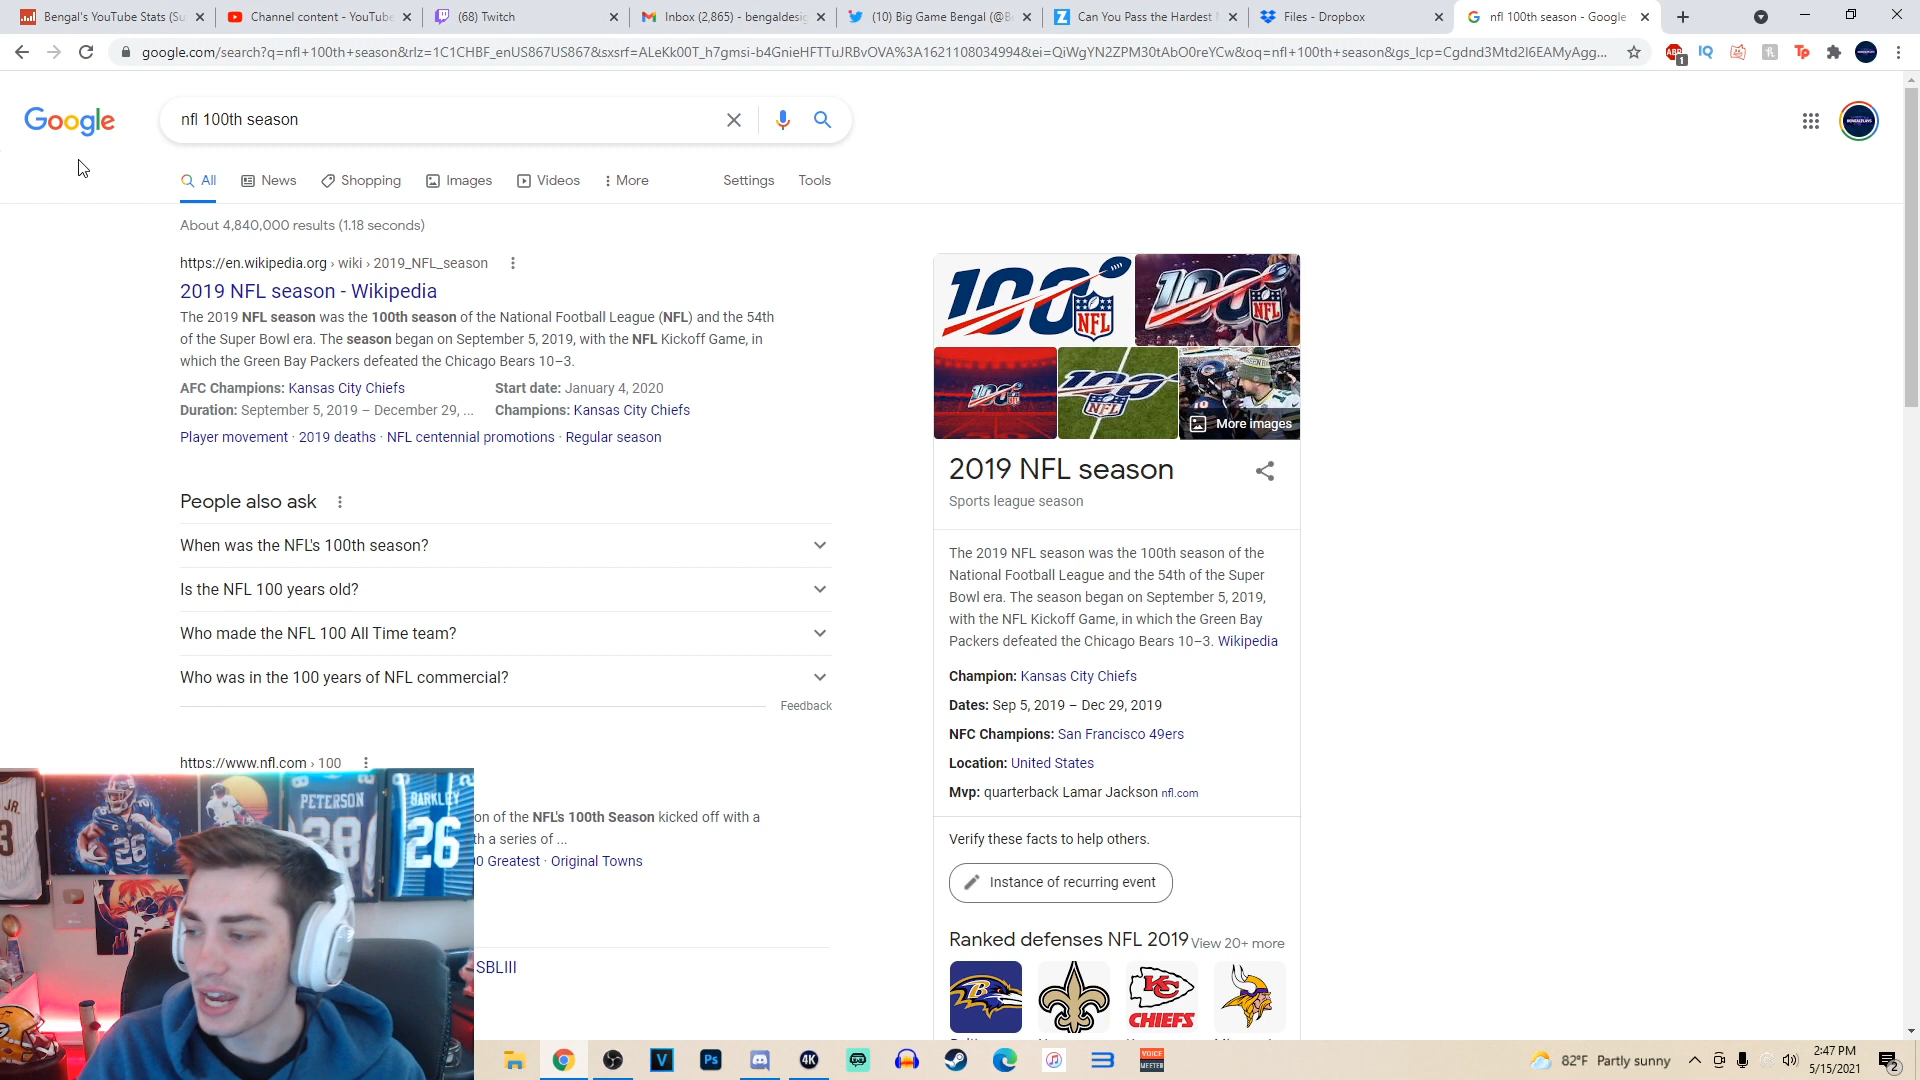 Bengal's YouTube Stats (Su
Channel content - YouTube
(68) Twitch
Inbox (2,865) - bengaldesig
(10) Big Game Bengal (@B
Can You Pass the Hardest
Files - Dropbox
nfl 100th season - Google
google.com/search?q=nfl+100th+season&rlz=1C1CHBF_enUS867US867&sxsrf=ALeKk00T_h7gmsi-b4GnieHFTTuJRBvOVA%3A1621108034994&ei=QiWgYN2ZPM30tAbO0reYCw&oq=nfl+100th+season&gs_lcp=Cgdnd3Mtd2l6EAMyAgg...
Google
nfl 100th season
All News Shopping Images Videos More Settings Tools
About 4,840,000 results (1.18 seconds)
https://en.wikipedia.org › wiki › 2019_NFL_season
2019 NFL season - Wikipedia
The 2019 NFL season was the 100th season of the National Football League (NFL) and the 54th
of the Super Bowl era. The season began on September 5, 2019, with the NFL Kickoff Game, in
which the Green Bay Packers defeated the Chicago Bears 10–3.
AFC Champions: Kansas City Chiefs Start date: January 4, 2020
Duration: September 5, 2019 – December 29, ... Champions: Kansas City Chiefs
Player movement · 2019 deaths · NFL centennial promotions · Regular season
People also ask
When was the NFL's 100th season?
Is the NFL 100 years old?
Who made the NFL 100 All Time team?
Who was in the 100 years of NFL commercial?
Feedback
https://www.nfl.com › 100
on of the NFL's 100th Season kicked off with a
th a series of ...
0 Greatest · Original Towns
SBLIII
100 NFL
100 NFL
100 NFL
100 NFL
More images
2019 NFL season
Sports league season
The 2019 NFL season was the 100th season of the
National Football League and the 54th of the Super
Bowl era. The season began on September 5, 2019,
with the NFL Kickoff Game, in which the Green Bay
Packers defeated the Chicago Bears 10–3. Wikipedia
Champion: Kansas City Chiefs
Dates: Sep 5, 2019 – Dec 29, 2019
NFC Champions: San Francisco 49ers
Location: United States
Mvp: quarterback Lamar Jackson nfl.com
Verify these facts to help others.
Instance of recurring event
Ranked defenses NFL 2019 View 20+ more
CHIEFS
JR.
3
26
PETERSON
28
BARKLEY
26
82°F Partly sunny
2:47 PM
5/15/2021
2